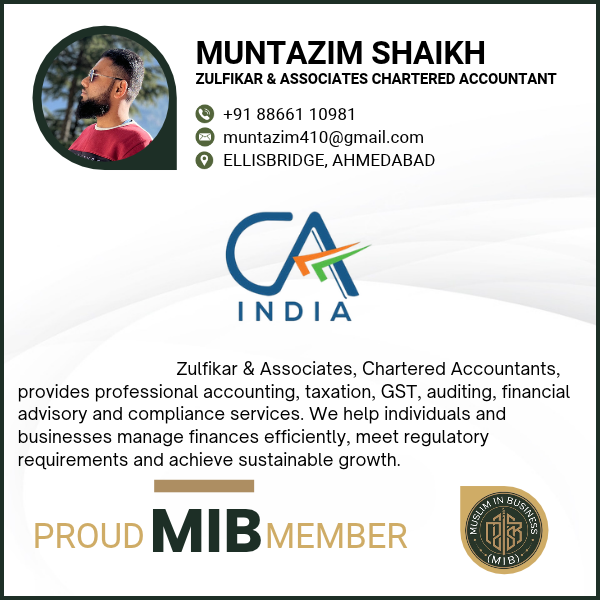 MUNTAZIM SHAIKH
ZULFIKAR & ASSOCIATES CHARTERED ACCOUNTANT
+91 88661 10981
muntazim410@gmail.com
ELLISBRIDGE, AHMEDABAD
CA
INDIA
Zulfikar & Associates, Chartered Accountants,
provides professional accounting, taxation, GST, auditing, financial
advisory and compliance services. We help individuals and
businesses manage finances efficiently, meet regulatory
requirements and achieve sustainable growth.
PROUD MIB MEMBER
MUSLIM IN BUSINESS
(MIB)